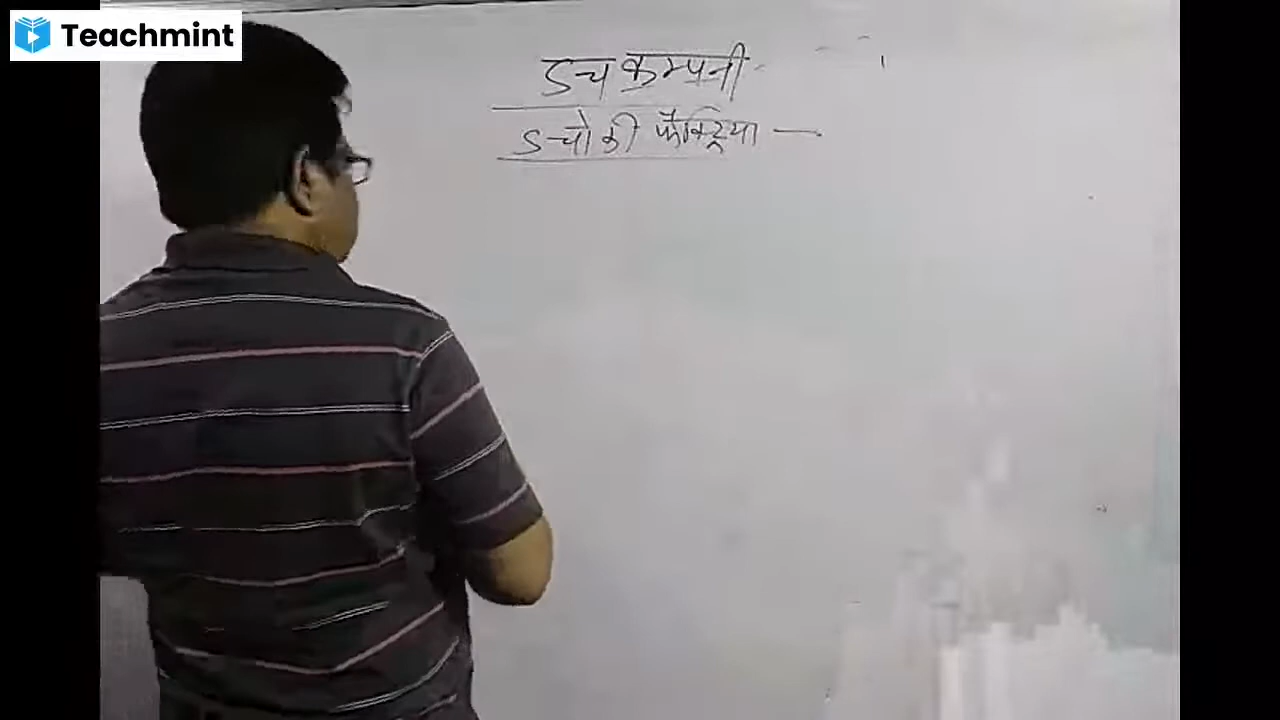 Teachmint
डच कम्पनी -
डचो की फैक्ट्रिया —